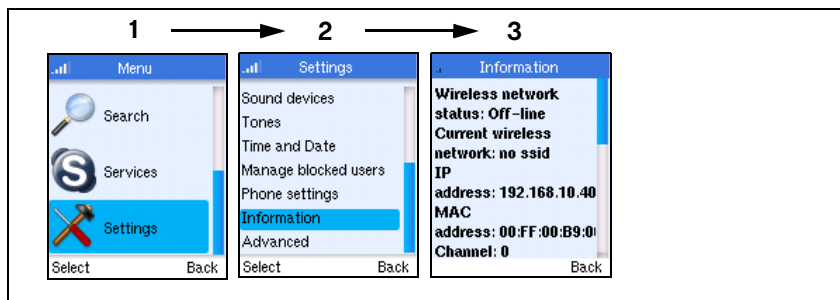 1 2 3
Menu
Search
Services
Settings
Select Back
Settings
Sound devices
Tones
Time and Date
Manage blocked users
Phone settings
Information
Advanced
Select Back
Information
Wireless network
status: Off-line
Current wireless
network: no ssid
IP
address: 192.168.10.40
MAC
address: 00:FF:00:B9:0
Channel: 0
Back